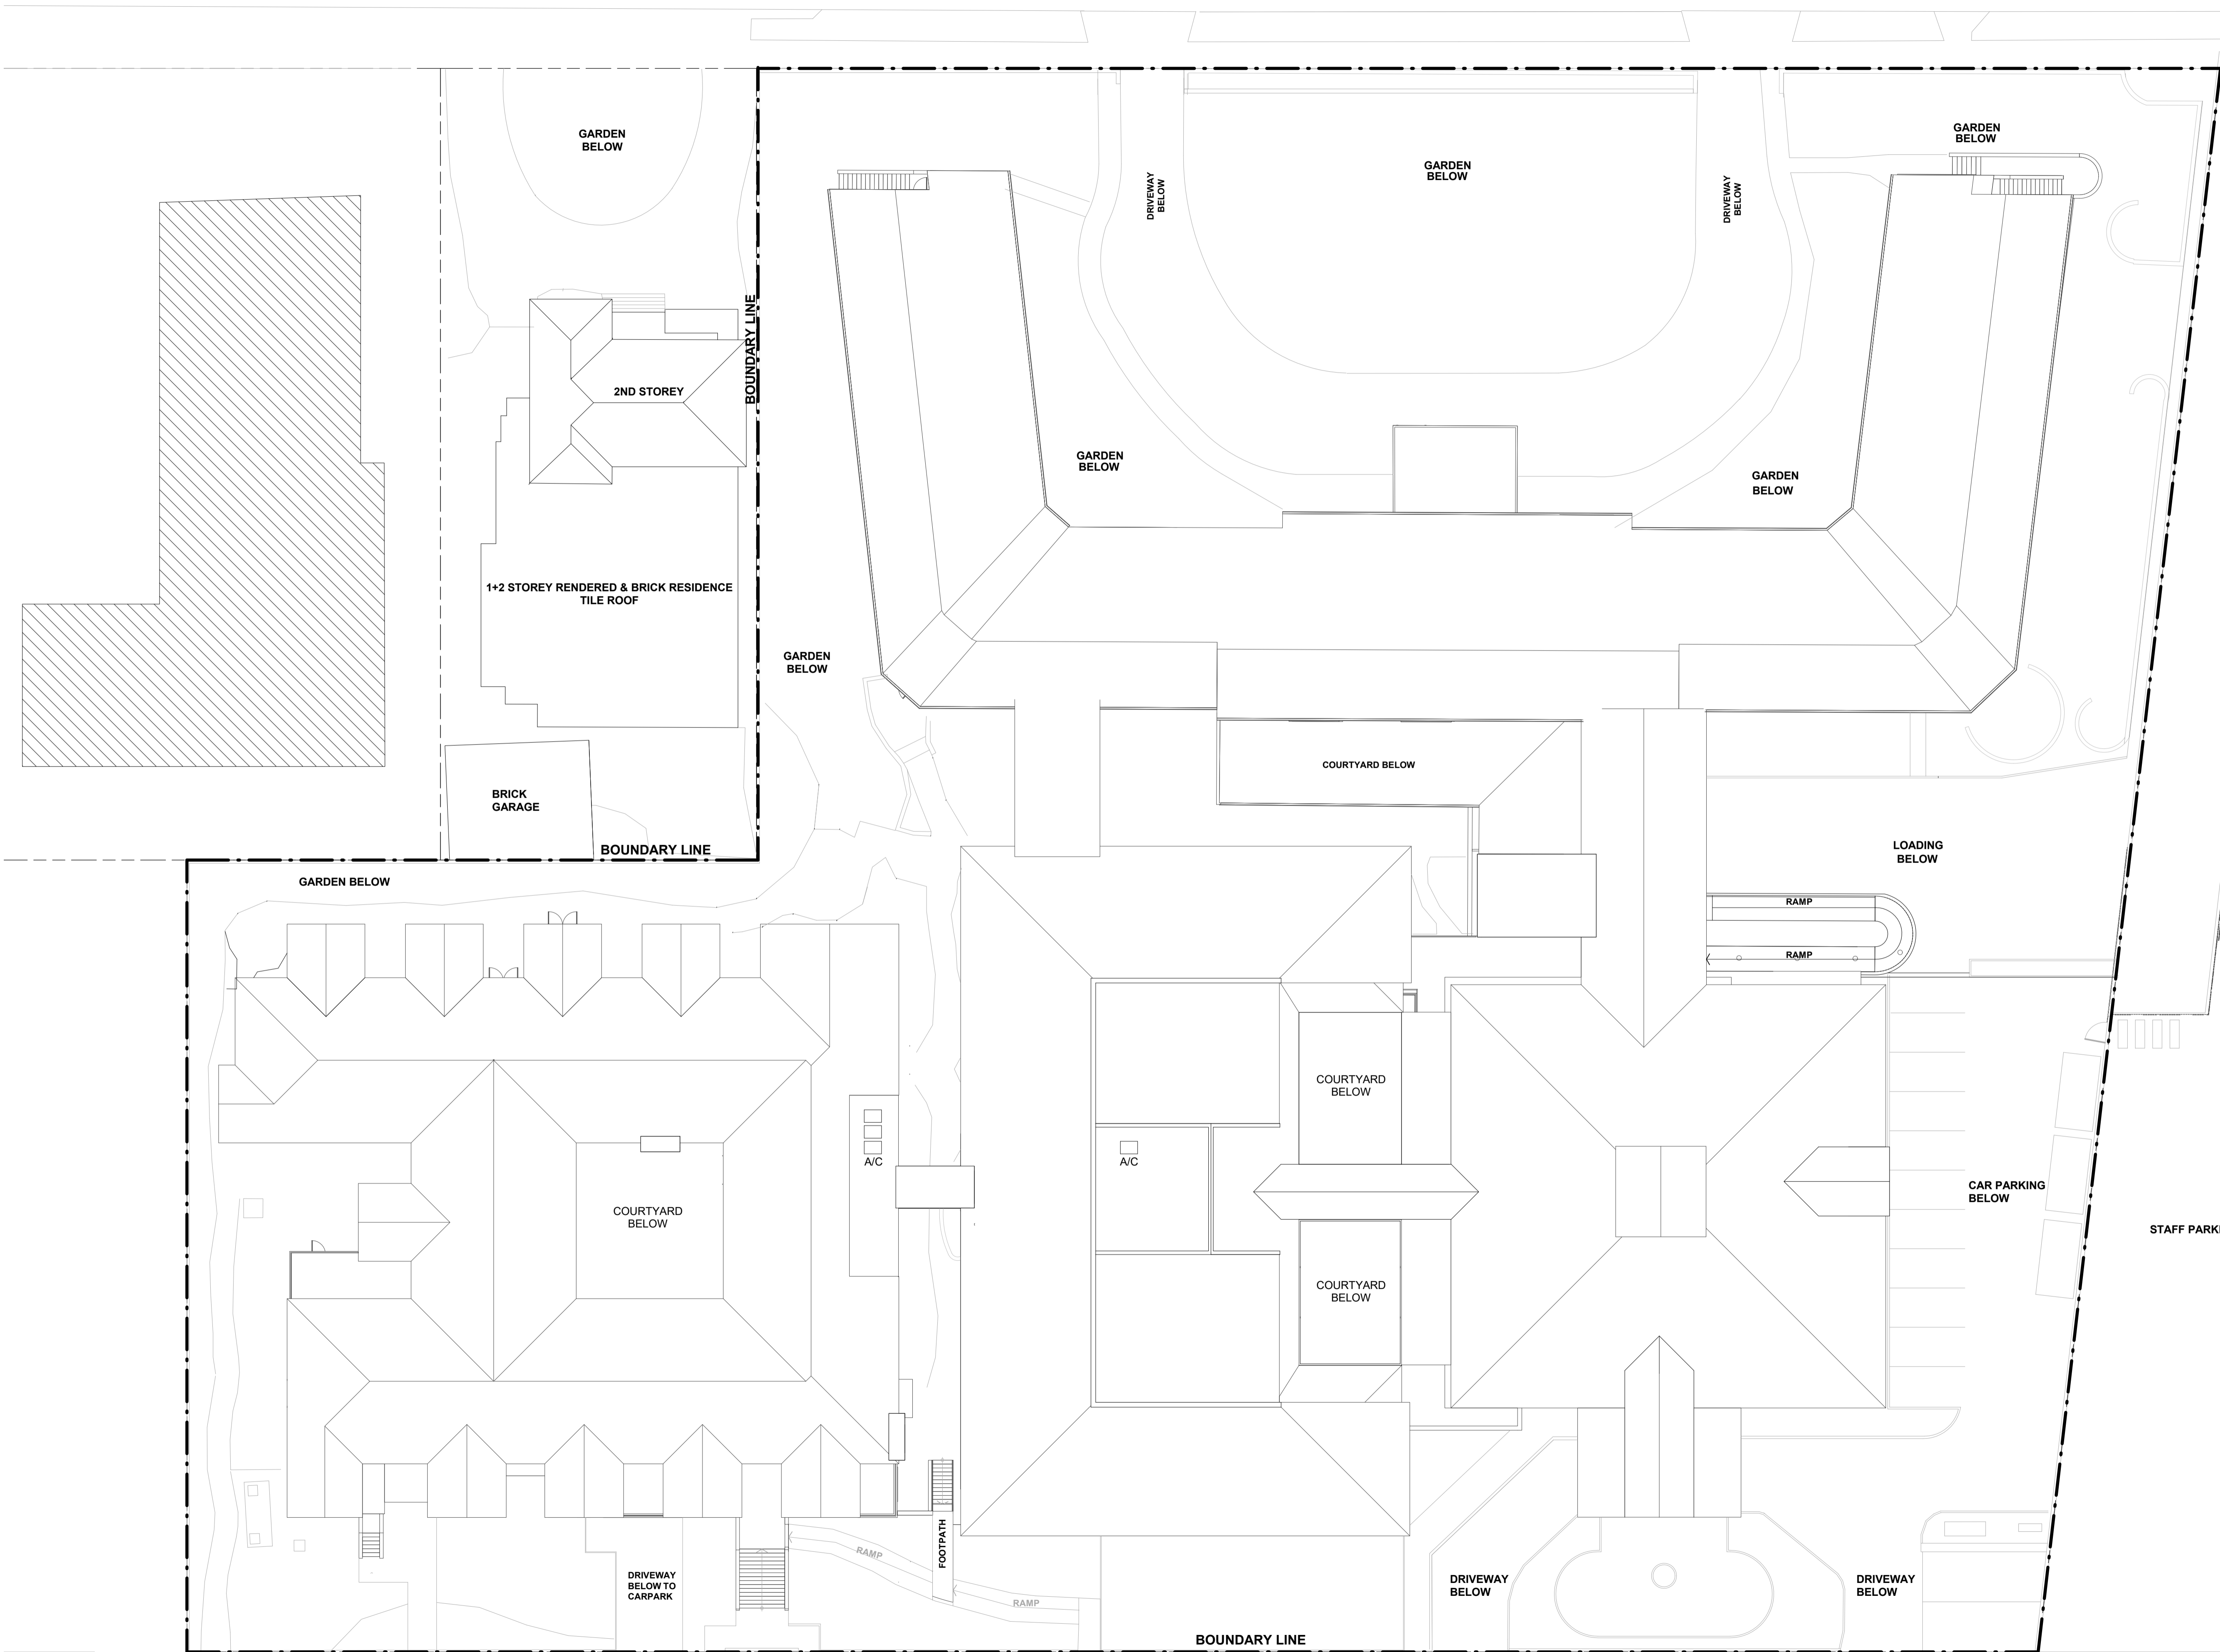 GARDEN
BELOW
GARDEN
BELOW
GARDEN
BELOW
DRIVEWAY
BELOW
DRIVEWAY
BELOW
BOUNDARY LINE
2ND STOREY
GARDEN
BELOW
GARDEN
BELOW
1+2 STOREY RENDERED & BRICK RESIDENCE
TILE ROOF
GARDEN
BELOW
COURTYARD BELOW
BRICK
GARAGE
BOUNDARY LINE
LOADING
BELOW
GARDEN BELOW
RAMP
RAMP
COURTYARD
BELOW
A/C
A/C
COURTYARD
BELOW
CAR PARKING
BELOW
STAFF PARK
COURTYARD
BELOW
FOOTPATH
RAMP
DRIVEWAY
BELOW TO
CARPARK
RAMP
DRIVEWAY
BELOW
DRIVEWAY
BELOW
BOUNDARY LINE